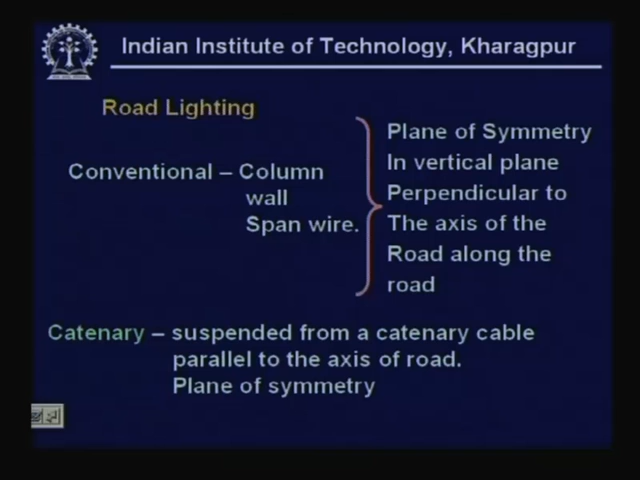 Indian Institute of Technology, Kharagpur
Road Lighting
Conventional – Column
wall
Span wire.
Plane of Symmetry
In vertical plane
Perpendicular to
The axis of the
Road along the
road
Catenary – suspended from a catenary cable
parallel to the axis of road.
Plane of symmetry